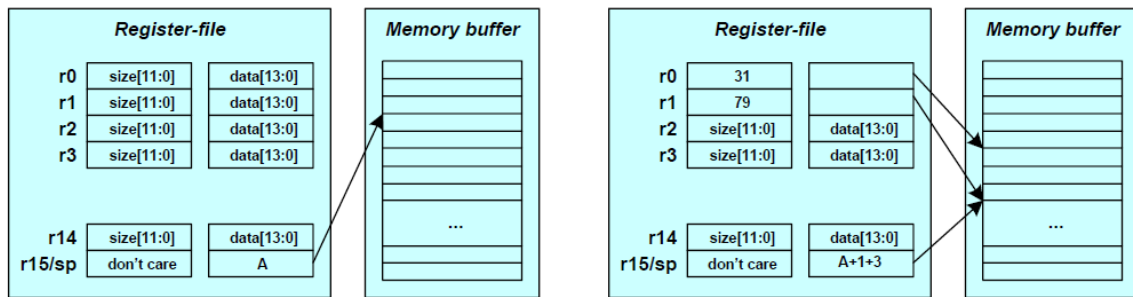 Register-file
Memory buffer
r0 size[11:0] data[13:0]
r1 size[11:0] data[13:0]
r2 size[11:0] data[13:0]
r3 size[11:0] data[13:0]
r14 size[11:0] data[13:0]
r15/sp don't care A
...
Register-file
Memory buffer
r0 31
r1 79
r2 size[11:0] data[13:0]
r3 size[11:0] data[13:0]
r14 size[11:0] data[13:0]
r15/sp don't care A+1+3
...